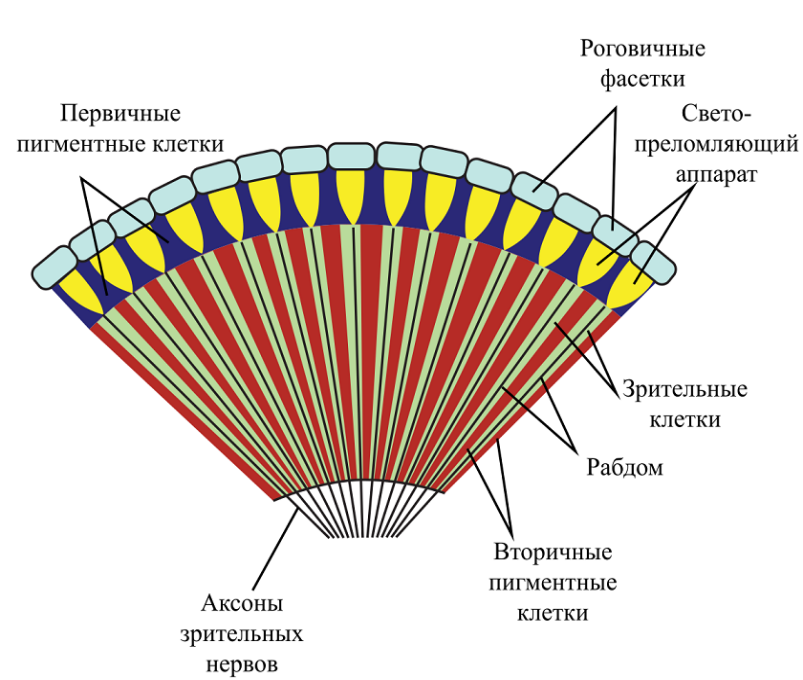 Роговичные
фасетки
Первичные
пигментные клетки
Свето-
преломляющий
аппарат
Зрительные
клетки
Рабдом
Вторичные
пигментные
клетки
Аксоны
зрительных
нервов